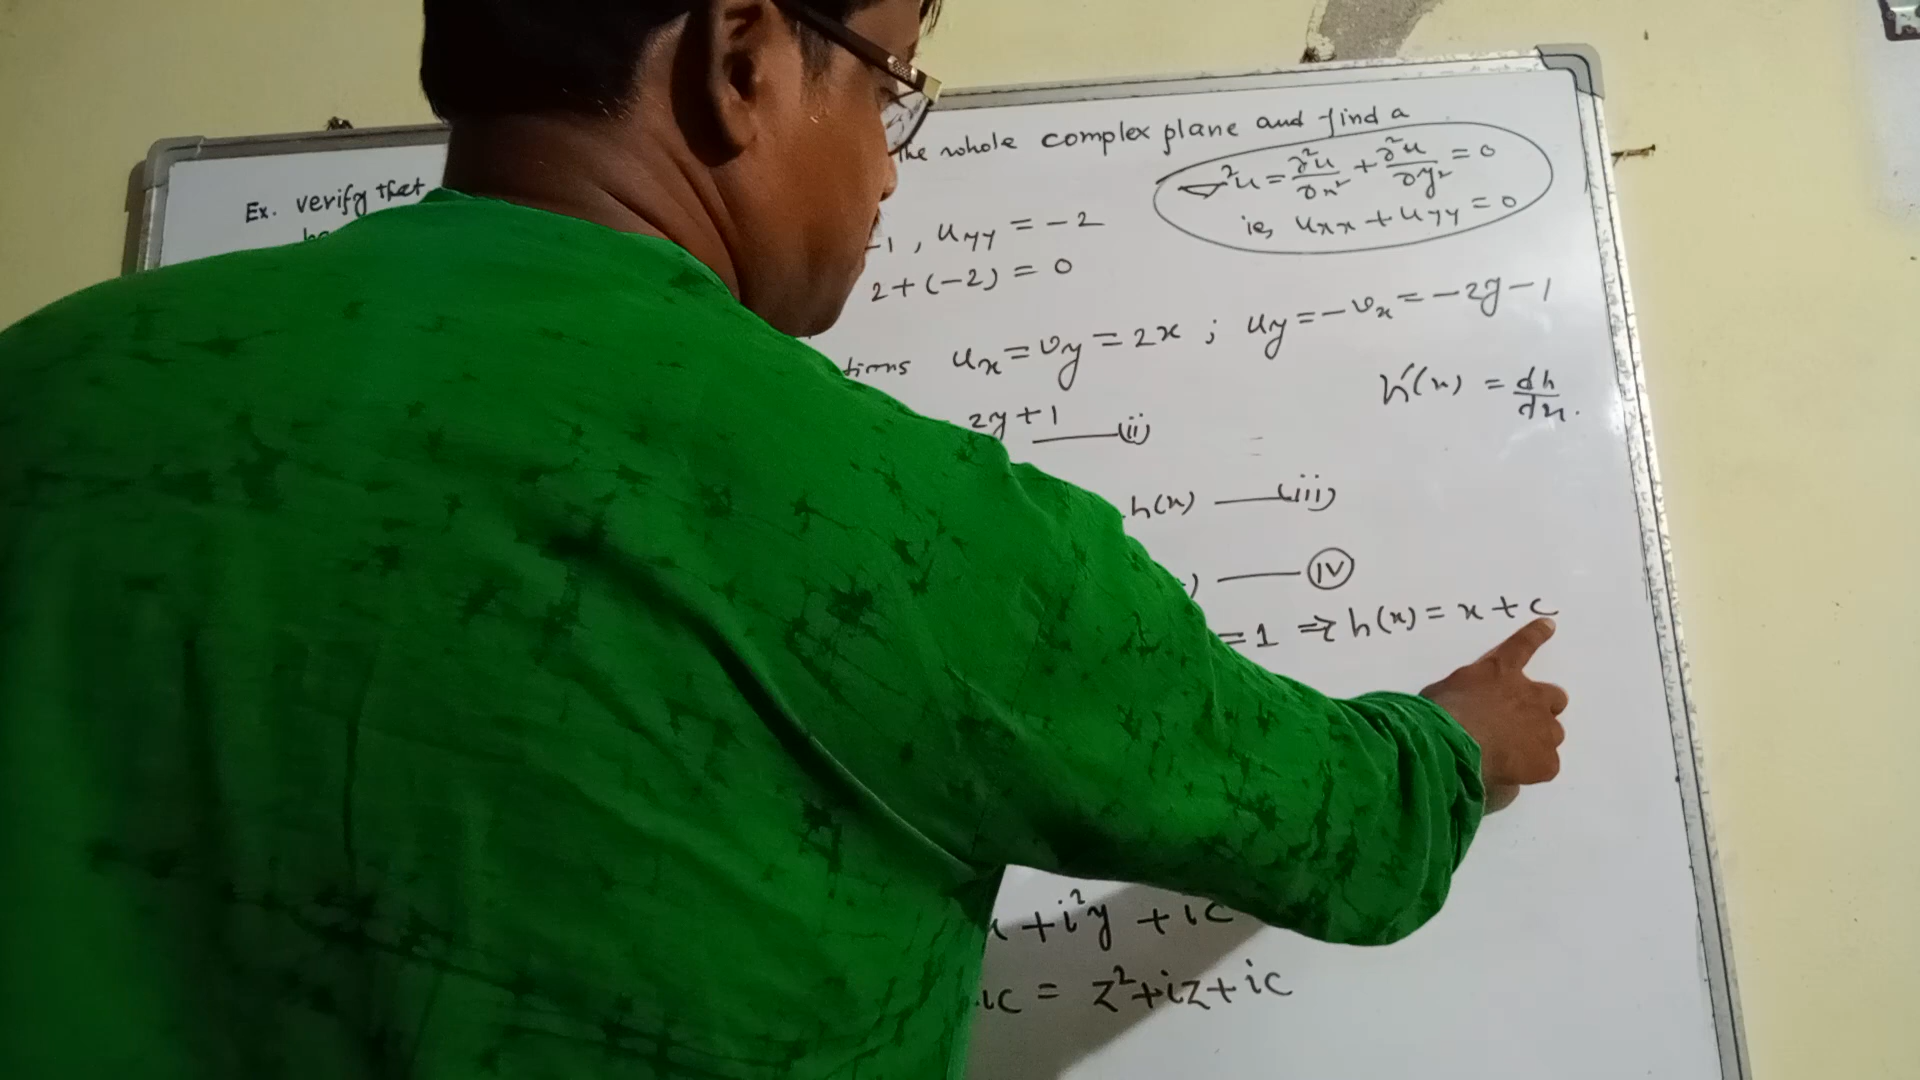 Ex. verify that the whole complex plane and find a
∇²u = ∂²u/∂x² + ∂²u/∂y² = 0
ie, uxx + uyy = 0
-1, uyy = -2
2+(-2) = 0
tions ux = vy = 2x ; uy = -vx = -2y-1
h'(x) = dh/dx.
2y+1 —(ii)
h(x) —(iii)
) — (IV)
=1 ⇒ h(x) = x + c
x + i²y + ic
ic = z²+iz+ic